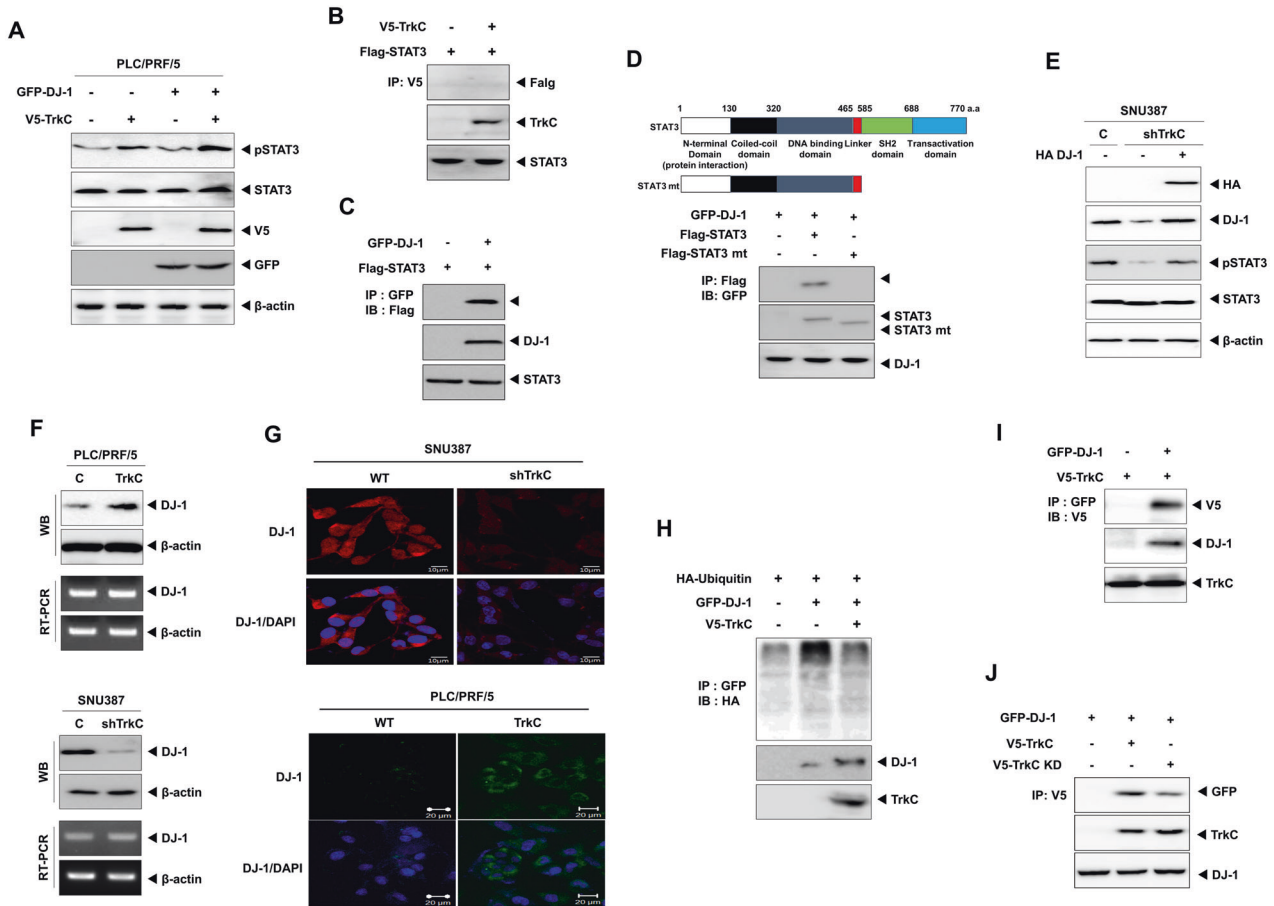 A
PLC/PRF/5
GFP-DJ-1 - - + +
V5-TrkC - + - +
pSTAT3
STAT3
V5
GFP
β-actin
B
V5-TrkC - +
Flag-STAT3 + +
IP: V5
Falg
TrkC
STAT3
C
GFP-DJ-1 - +
Flag-STAT3 + +
IP : GFP
IB : Flag
DJ-1
STAT3
D
1 130 320 465 585 688 770 a.a
STAT3
N-terminal Coiled-coil DNA binding Linker SH2 Transactivation
Domain domain domain domain domain
(protein interaction)
STAT3 mt
GFP-DJ-1 + + +
Flag-STAT3 - + -
Flag-STAT3 mt - - +
IP: Flag
IB: GFP
STAT3
STAT3 mt
DJ-1
E
SNU387
C shTrkC
HA DJ-1 - - +
HA
DJ-1
pSTAT3
STAT3
β-actin
F
PLC/PRF/5
C TrkC
WB
DJ-1
β-actin
RT-PCR
DJ-1
β-actin
SNU387
C shTrkC
WB
DJ-1
β-actin
RT-PCR
DJ-1
β-actin
G
SNU387
WT shTrkC
DJ-1
10µm 10µm
DJ-1/DAPI
10µm 10µm
PLC/PRF/5
WT TrkC
DJ-1
20 µm 20 µm
DJ-1/DAPI
20 µm 20 µm
H
HA-Ubiquitin + + +
GFP-DJ-1 - + +
V5-TrkC - - +
IP : GFP
IB : HA
DJ-1
TrkC
I
GFP-DJ-1 - +
V5-TrkC + +
IP : GFP
IB : V5
V5
DJ-1
TrkC
J
GFP-DJ-1 + + +
V5-TrkC - + -
V5-TrkC KD - - +
IP: V5
GFP
TrkC
DJ-1